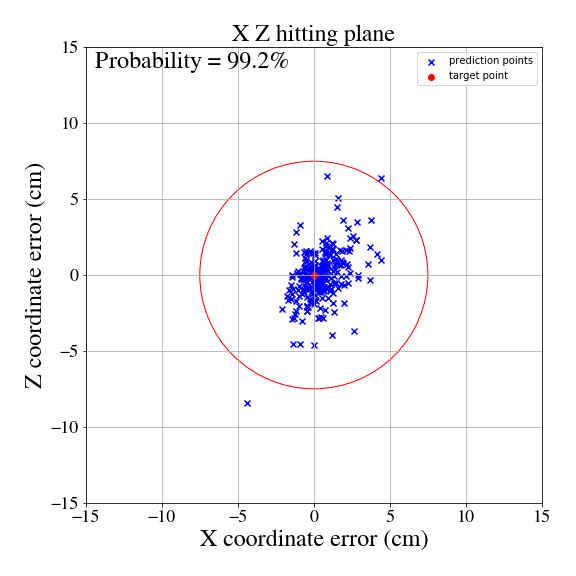 X Z hitting plane
Probability = 99.2%
prediction points
target point
15
10
5
0
−5
−10
−15
−15
−10
−5
0
5
10
15
Z coordinate error (cm)
X coordinate error (cm)